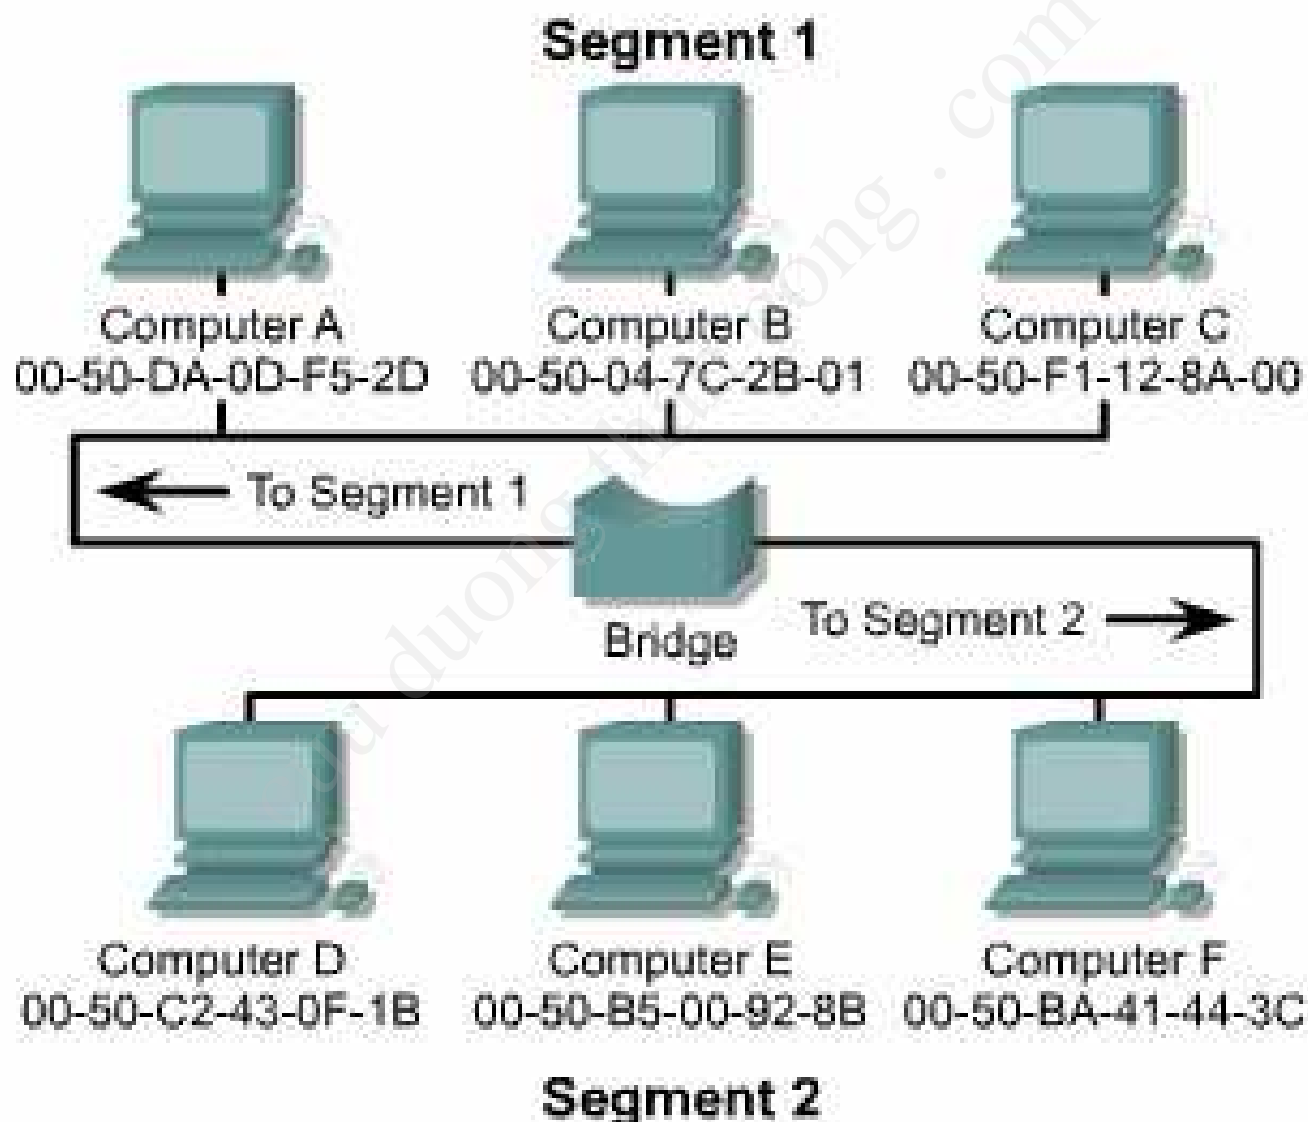 Segment 1
Computer A
00-50-DA-0D-F5-2D
Computer B
00-50-04-7C-2B-01
Computer C
00-50-F1-12-8A-00
To Segment 1
Bridge
To Segment 2
Computer D
00-50-C2-43-0F-1B
Computer E
00-50-B5-00-92-8B
Computer F
00-50-BA-41-44-3C
Segment 2